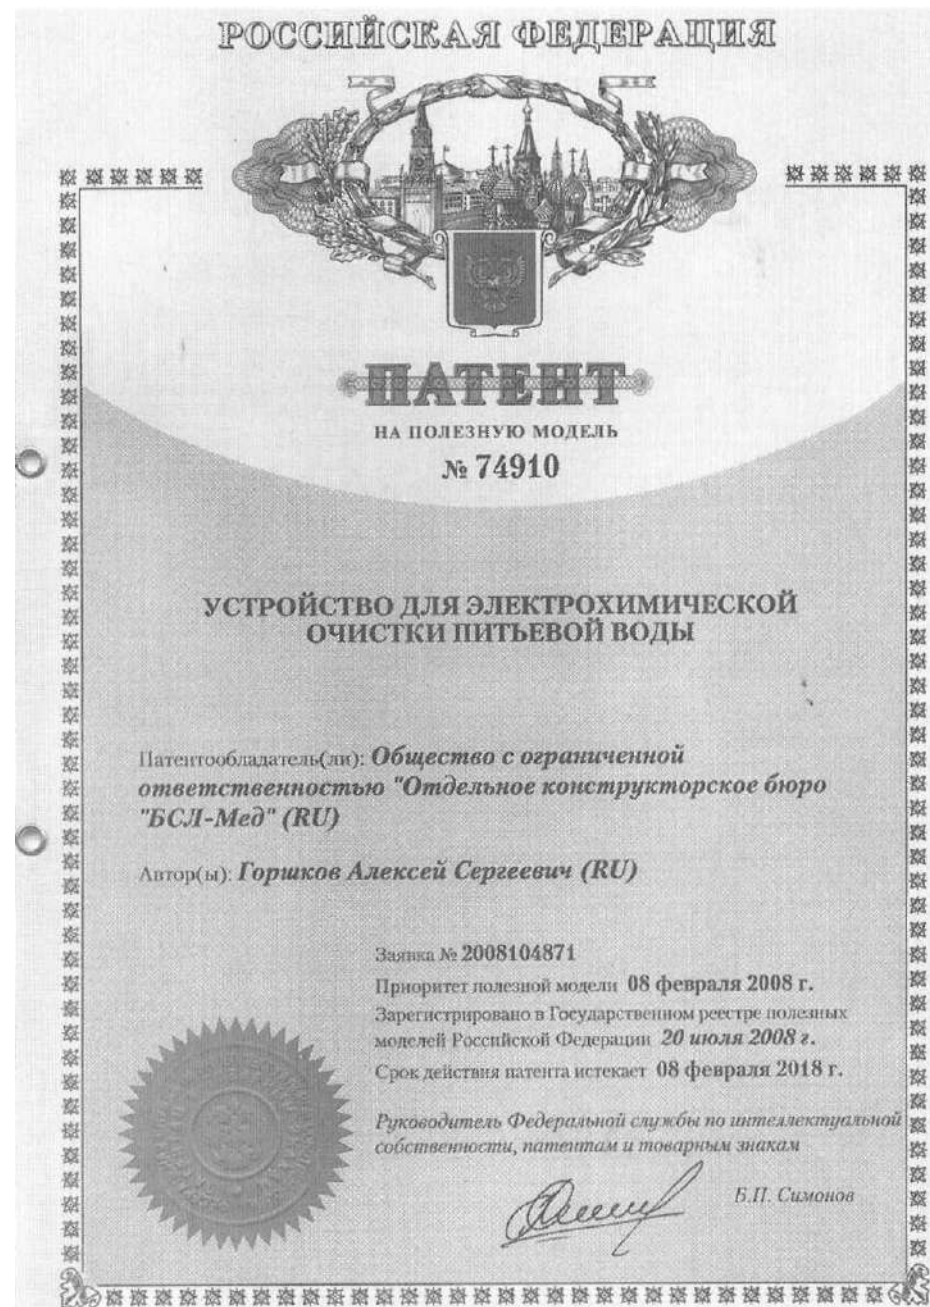 РОССИЙСКАЯ ФЕДЕРАЦИЯ
ПАТЕНТ
НА ПОЛЕЗНУЮ МОДЕЛЬ
№ 74910
УСТРОЙСТВО ДЛЯ ЭЛЕКТРОХИМИЧЕСКОЙ
ОЧИСТКИ ПИТЬЕВОЙ ВОДЫ
Патентообладатель(ли): Общество с ограниченной
ответственностью "Отдельное конструкторское бюро
"БСЛ-Мед" (RU)
Автор(ы): Горшков Алексей Сергеевич (RU)
Заявка № 2008104871
Приоритет полезной модели 08 февраля 2008 г.
Зарегистрировано в Государственном реестре полезных
моделей Российской Федерации 20 июля 2008 г.
Срок действия патента истекает 08 февраля 2018 г.
Руководитель Федеральной службы по интеллектуальной
собственности, патентам и товарным знакам
Б.П. Симонов